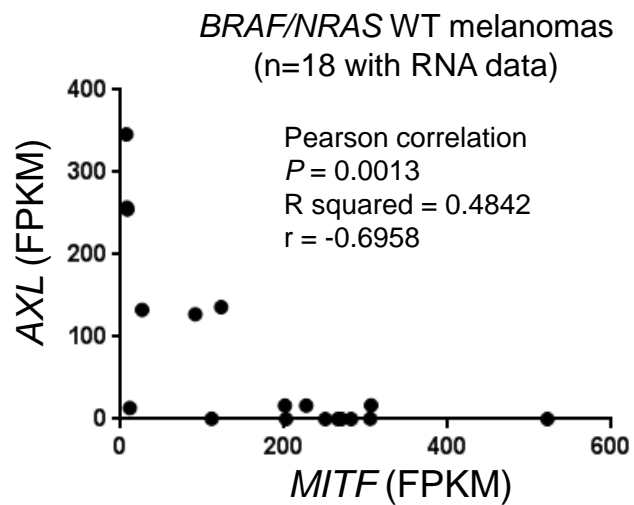 BRAF/NRAS WT melanomas
(n=18 with RNA data)
Pearson correlation
P = 0.0013
R squared = 0.4842
r = -0.6958
AXL (FPKM)
400
300
200
100
0
0 200 400 600
MITF (FPKM)